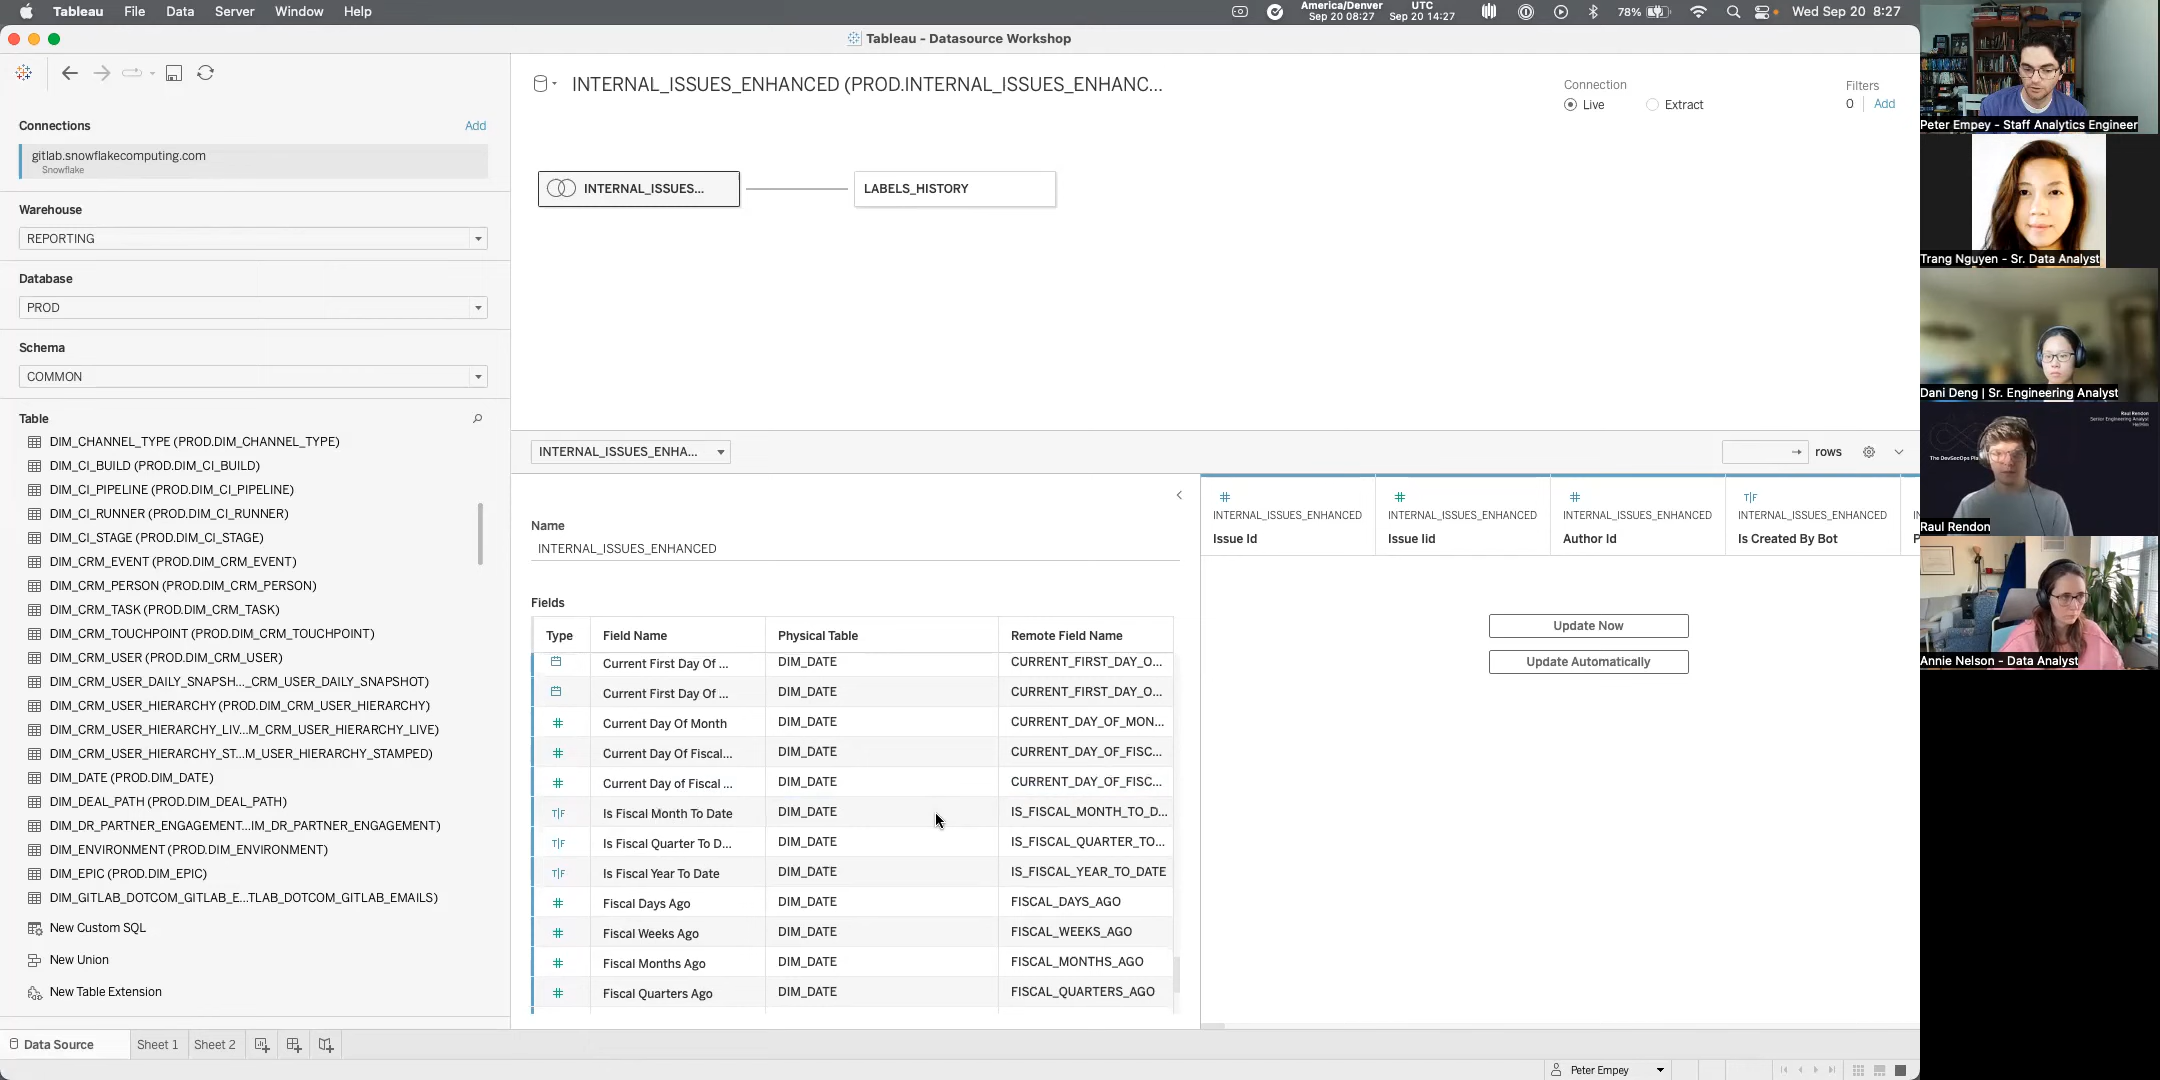 Tableau File Data Server Window Help
America/Denver UTC
Sep 20 08:27 Sep 20 14:27
78%
Wed Sep 20 8:27
Tableau - Datasource Workshop
Connections Add
gitlab.snowflakecomputing.com
Snowflake
Warehouse
REPORTING
Database
PROD
Schema
COMMON
Table
DIM_CHANNEL_TYPE (PROD.DIM_CHANNEL_TYPE)
DIM_CI_BUILD (PROD.DIM_CI_BUILD)
DIM_CI_PIPELINE (PROD.DIM_CI_PIPELINE)
DIM_CI_RUNNER (PROD.DIM_CI_RUNNER)
DIM_CI_STAGE (PROD.DIM_CI_STAGE)
DIM_CRM_EVENT (PROD.DIM_CRM_EVENT)
DIM_CRM_PERSON (PROD.DIM_CRM_PERSON)
DIM_CRM_TASK (PROD.DIM_CRM_TASK)
DIM_CRM_TOUCHPOINT (PROD.DIM_CRM_TOUCHPOINT)
DIM_CRM_USER (PROD.DIM_CRM_USER)
DIM_CRM_USER_DAILY_SNAPSH..._CRM_USER_DAILY_SNAPSHOT)
DIM_CRM_USER_HIERARCHY (PROD.DIM_CRM_USER_HIERARCHY)
DIM_CRM_USER_HIERARCHY_LIV...M_CRM_USER_HIERARCHY_LIVE)
DIM_CRM_USER_HIERARCHY_ST...M_USER_HIERARCHY_STAMPED)
DIM_DATE (PROD.DIM_DATE)
DIM_DEAL_PATH (PROD.DIM_DEAL_PATH)
DIM_DR_PARTNER_ENGAGEMENT...IM_DR_PARTNER_ENGAGEMENT)
DIM_ENVIRONMENT (PROD.DIM_ENVIRONMENT)
DIM_EPIC (PROD.DIM_EPIC)
DIM_GITLAB_DOTCOM_GITLAB_E...TLAB_DOTCOM_GITLAB_EMAILS)
New Custom SQL
New Union
New Table Extension
INTERNAL_ISSUES_ENHANCED (PROD.INTERNAL_ISSUES_ENHANC...
Connection
Live Extract
Filters
0 Add
INTERNAL_ISSUES... LABELS_HISTORY
INTERNAL_ISSUES_ENHA...
rows
Name
INTERNAL_ISSUES_ENHANCED
Fields
Type Field Name Physical Table Remote Field Name
Current First Day Of ... DIM_DATE CURRENT_FIRST_DAY_O...
Current First Day Of ... DIM_DATE CURRENT_FIRST_DAY_O...
# Current Day Of Month DIM_DATE CURRENT_DAY_OF_MON...
# Current Day Of Fiscal... DIM_DATE CURRENT_DAY_OF_FISC...
# Current Day of Fiscal ... DIM_DATE CURRENT_DAY_OF_FISC...
T|F Is Fiscal Month To Date DIM_DATE IS_FISCAL_MONTH_TO_D...
T|F Is Fiscal Quarter To D... DIM_DATE IS_FISCAL_QUARTER_TO...
T|F Is Fiscal Year To Date DIM_DATE IS_FISCAL_YEAR_TO_DATE
# Fiscal Days Ago DIM_DATE FISCAL_DAYS_AGO
# Fiscal Weeks Ago DIM_DATE FISCAL_WEEKS_AGO
# Fiscal Months Ago DIM_DATE FISCAL_MONTHS_AGO
# Fiscal Quarters Ago DIM_DATE FISCAL_QUARTERS_AGO
# # # T|F
INTERNAL_ISSUES_ENHANCED INTERNAL_ISSUES_ENHANCED INTERNAL_ISSUES_ENHANCED INTERNAL_ISSUES_ENHANCED
Issue Id Issue Iid Author Id Is Created By Bot
Update Now
Update Automatically
Data Source Sheet 1 Sheet 2
Peter Empey
Peter Empey - Staff Analytics Engineer
Trang Nguyen - Sr. Data Analyst
Dani Deng | Sr. Engineering Analyst
Raul Rendon
Senior Engineering Analyst
He/Him
The DevSecOps Pl
Raul Rendon
Annie Nelson - Data Analyst